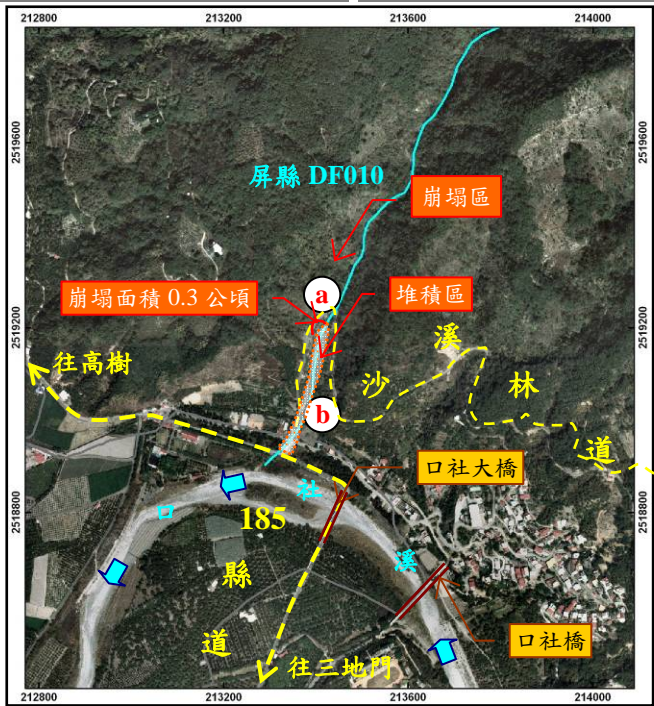 212800 213200 213600 214000
2519600
屏縣 DF010
崩塌區
a
崩塌面積 0.3 公頃
堆積區
2519200
往高樹
沙
溪
林
道
b
口社大橋
2518800
口
社
溪
185
縣
道
往三地門
口社橋
212800 213200 213600 214000
2519600
2519200
2518800